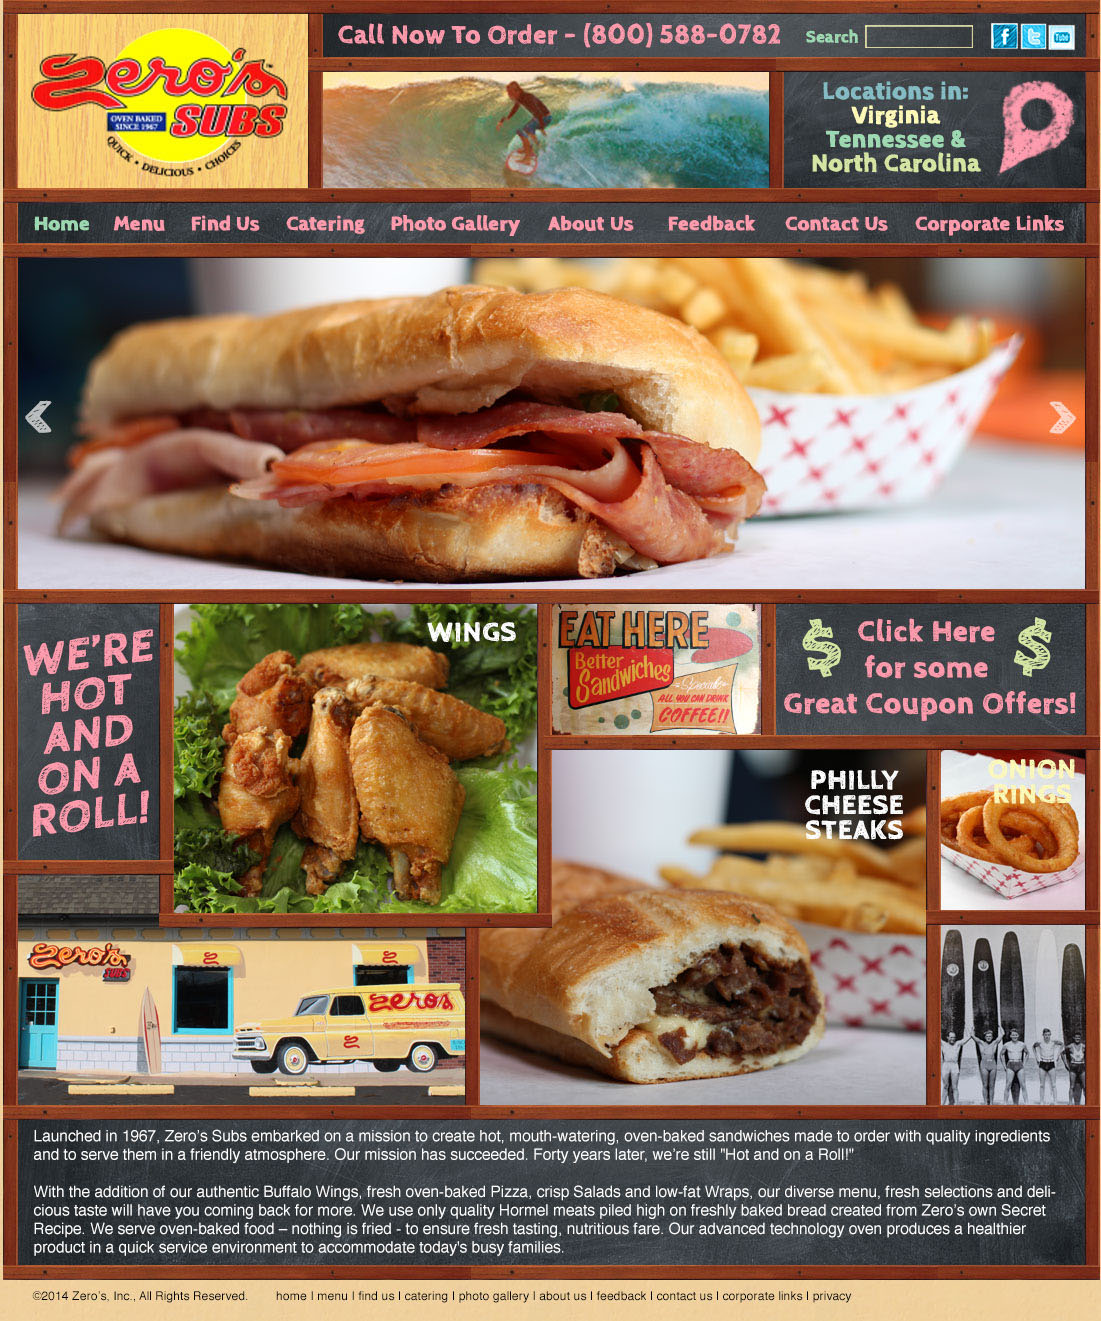 Zero's
SUBS
OVEN BAKED
SINCE 1967
QUICK • DELICIOUS • CHOICES
Call Now To Order - (800) 588-0782
Search
f
t
You
Tube
Locations in:
Virginia
Tennessee &
North Carolina
Home Menu Find Us Catering Photo Gallery About Us Feedback Contact Us Corporate Links
WE'RE
HOT
AND
ON A
ROLL!
WINGS
EAT HERE
Better
Sandwiches
Specials
ALL YOU CAN DRINK
COFFEE!!
$ Click Here $
for some
Great Coupon Offers!
PHILLY
CHEESE
STEAKS
ONION
RINGS
Zero's
SUBS
zeros
Launched in 1967, Zero's Subs embarked on a mission to create hot, mouth-watering, oven-baked sandwiches made to order with quality ingredients
and to serve them in a friendly atmosphere. Our mission has succeeded. Forty years later, we're still "Hot and on a Roll!"
With the addition of our authentic Buffalo Wings, fresh oven-baked Pizza, crisp Salads and low-fat Wraps, our diverse menu, fresh selections and deli-
cious taste will have you coming back for more. We use only quality Hormel meats piled high on freshly baked bread created from Zero's own Secret
Recipe. We serve oven-baked food – nothing is fried - to ensure fresh tasting, nutritious fare. Our advanced technology oven produces a healthier
product in a quick service environment to accommodate today's busy families.
©2014 Zero's, Inc., All Rights Reserved. home | menu | find us | catering | photo gallery | about us | feedback | contact us | corporate links | privacy